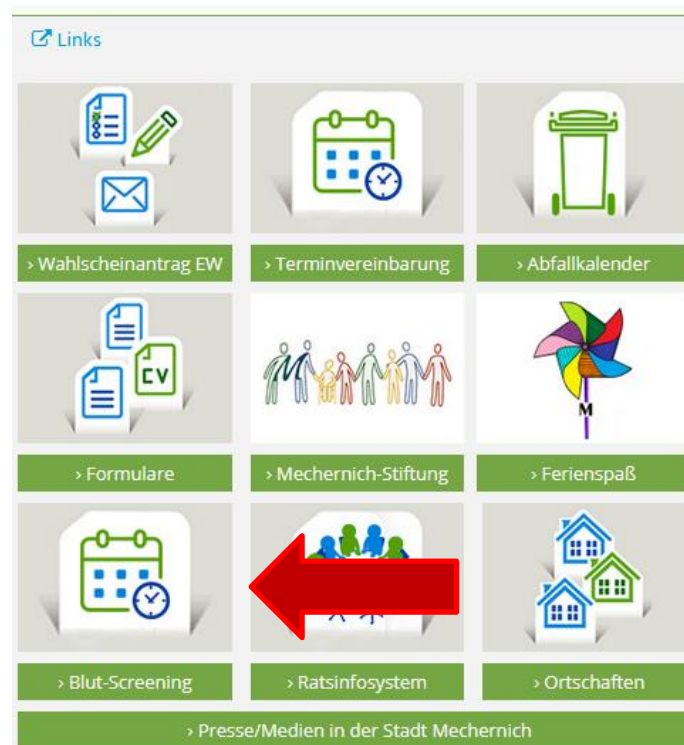 Links
› Wahlscheinantrag EW
› Terminvereinbarung
› Abfallkalender
CV
M
› Formulare
› Mechernich-Stiftung
› Ferienspaß
› Blut-Screening
› Ratsinfosystem
› Ortschaften
› Presse/Medien in der Stadt Mechernich